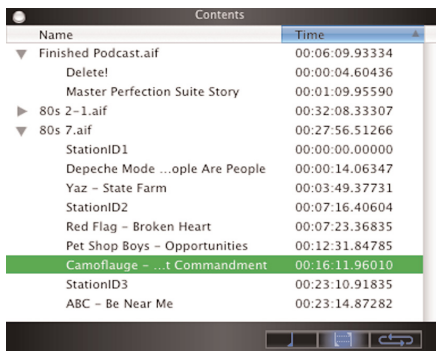 Contents
Name Time
Finished Podcast.aif 00:06:09.93334
Delete! 00:00:04.60436
Master Perfection Suite Story 00:01:09.95590
80s 2-1.aif 00:32:08.33307
80s 7.aif 00:27:56.51266
StationID1 00:00:00.00000
Depeche Mode ...ople Are People 00:00:14.06347
Yaz – State Farm 00:03:49.37731
StationID2 00:07:16.40604
Red Flag – Broken Heart 00:07:23.36835
Pet Shop Boys – Opportunities 00:12:31.84785
Camoflauge – ...t Commandment 00:16:11.96010
StationID3 00:23:10.91835
ABC – Be Near Me 00:23:14.87282